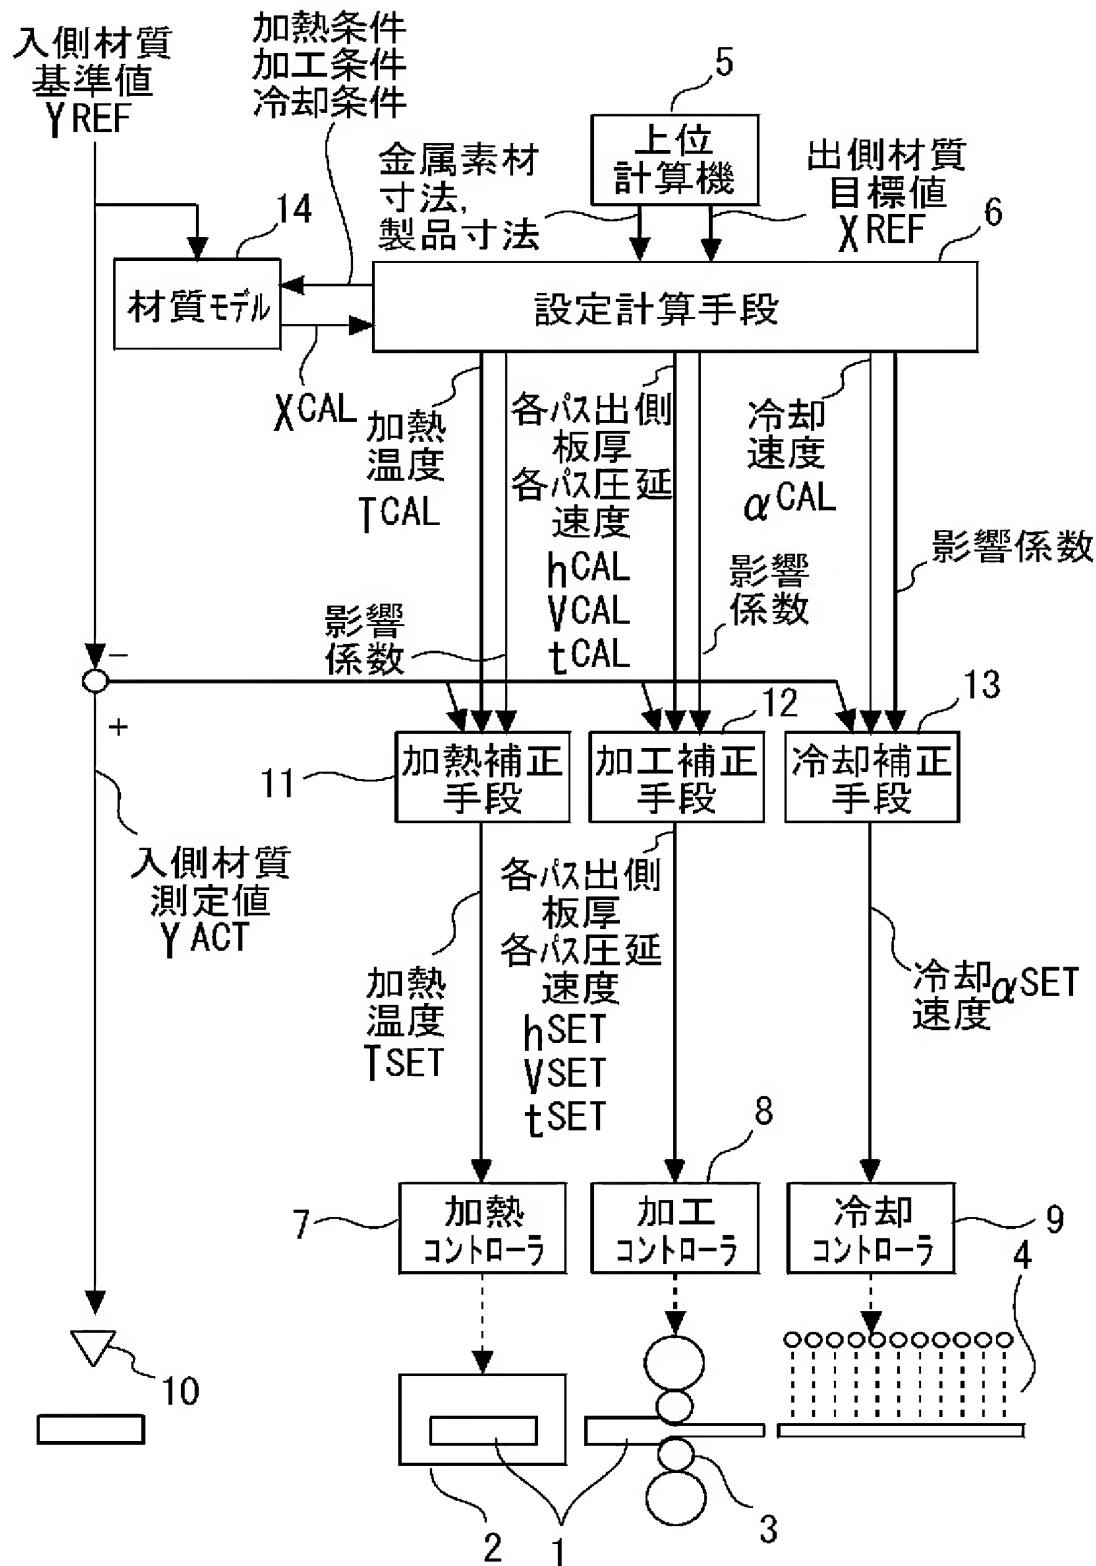 入側材質
基準値
YREF
加熱条件
加工条件
冷却条件
5
上位
計算機
金属素材
寸法,
製品寸法
出側材質
目標値
XREF
6
14
材質モデル
設定計算手段
XCAL
加熱
温度
TCAL
各パス出側
板厚
各パス圧延
速度
hCAL
VCAL
tCAL
冷却
速度
αCAL
影響
係数
影響
係数
影響係数
−
+
11
加熱補正
手段
12
加工補正
手段
13
冷却補正
手段
入側材質
測定値
YACT
加熱
温度
TSET
各パス出側
板厚
各パス圧延
速度
hSET
VSET
tSET
冷却
速度
αSET
7
加熱
コントローラ
8
加工
コントローラ
9
冷却
コントローラ
4
10
2
1
3